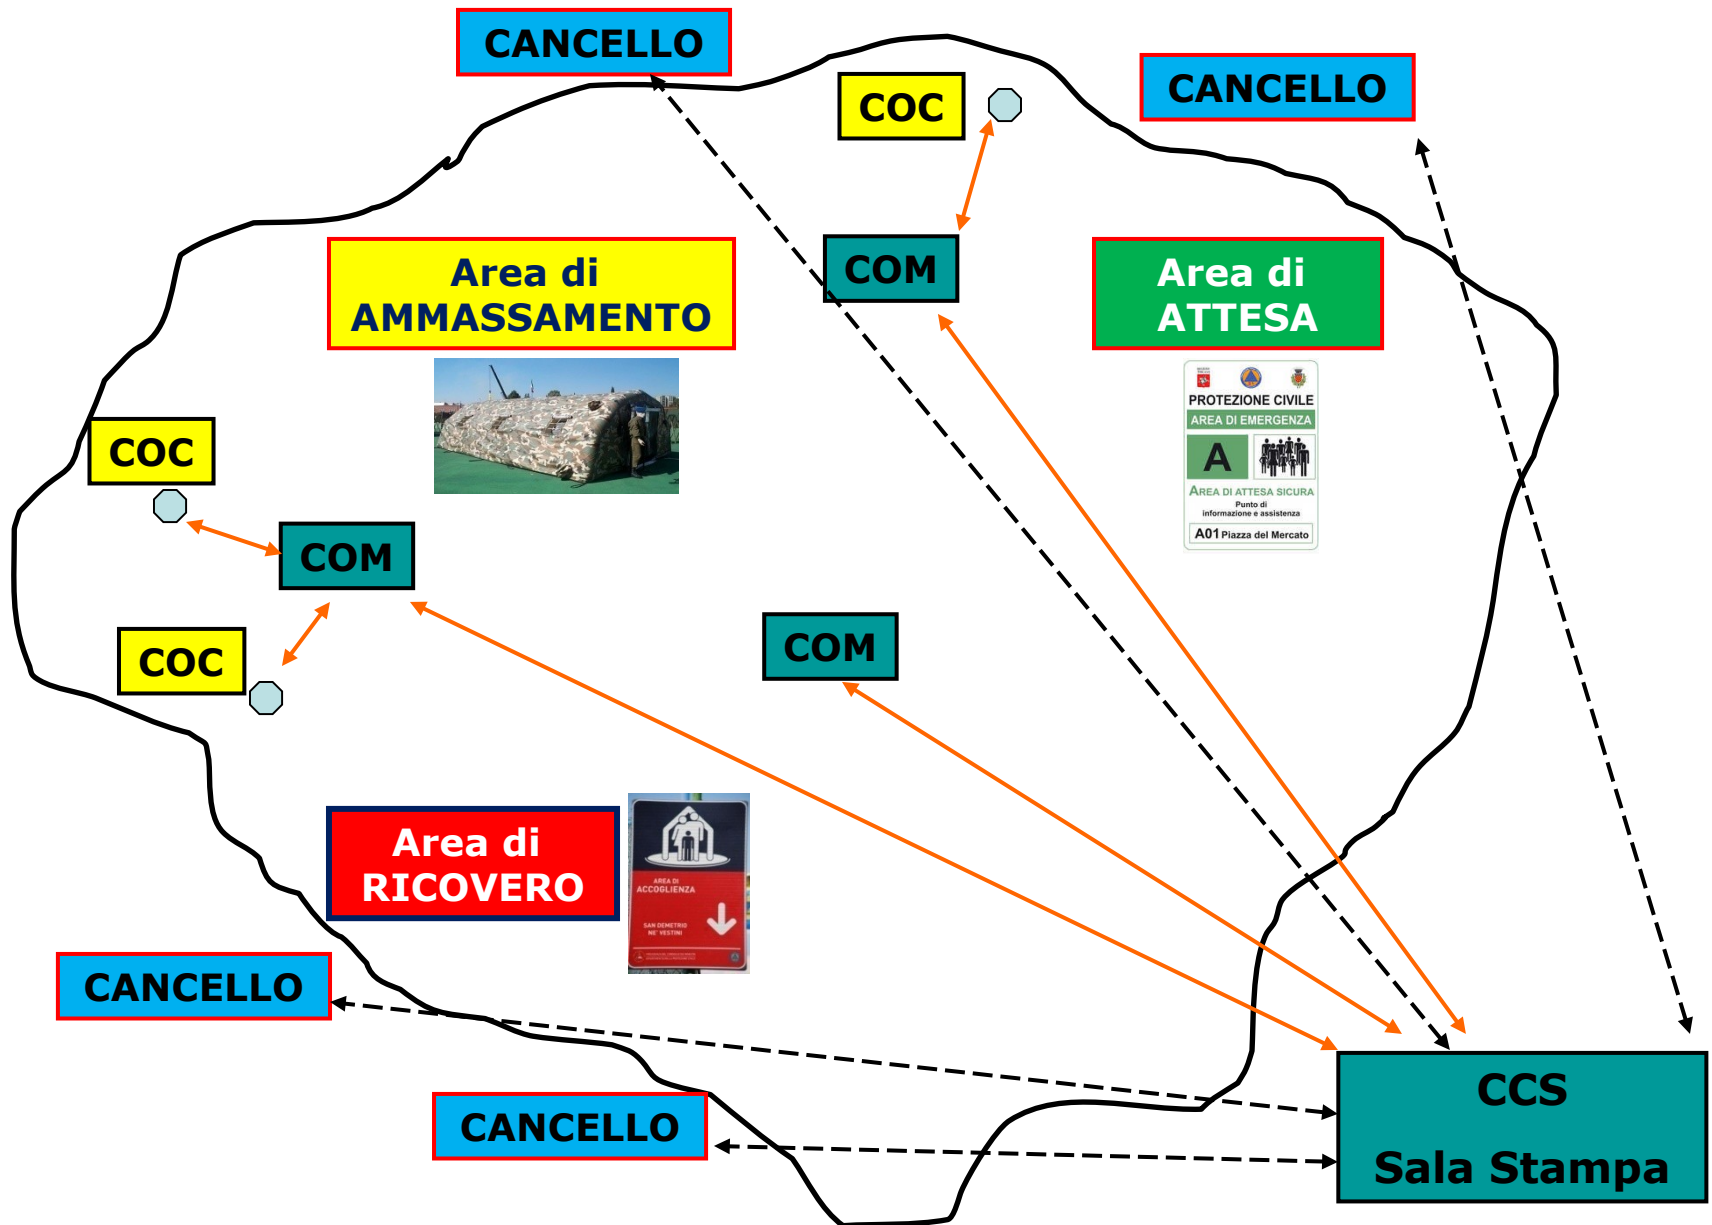 CANCELLO
CANCELLO
COC
COM
Area di
AMMASSAMENTO
Area di
ATTESA
PROTEZIONE CIVILE
AREA DI EMERGENZA
A
AREA DI ATTESA SICURA
Punto di
informazione e assistenza
A01 Piazza del Mercato
COC
COM
COC
COM
Area di
RICOVERO
AREA DI
ACCOGLIENZA
SAN DEMETRIO
NE' VESTINI
CANCELLO
CANCELLO
CCS
Sala Stampa